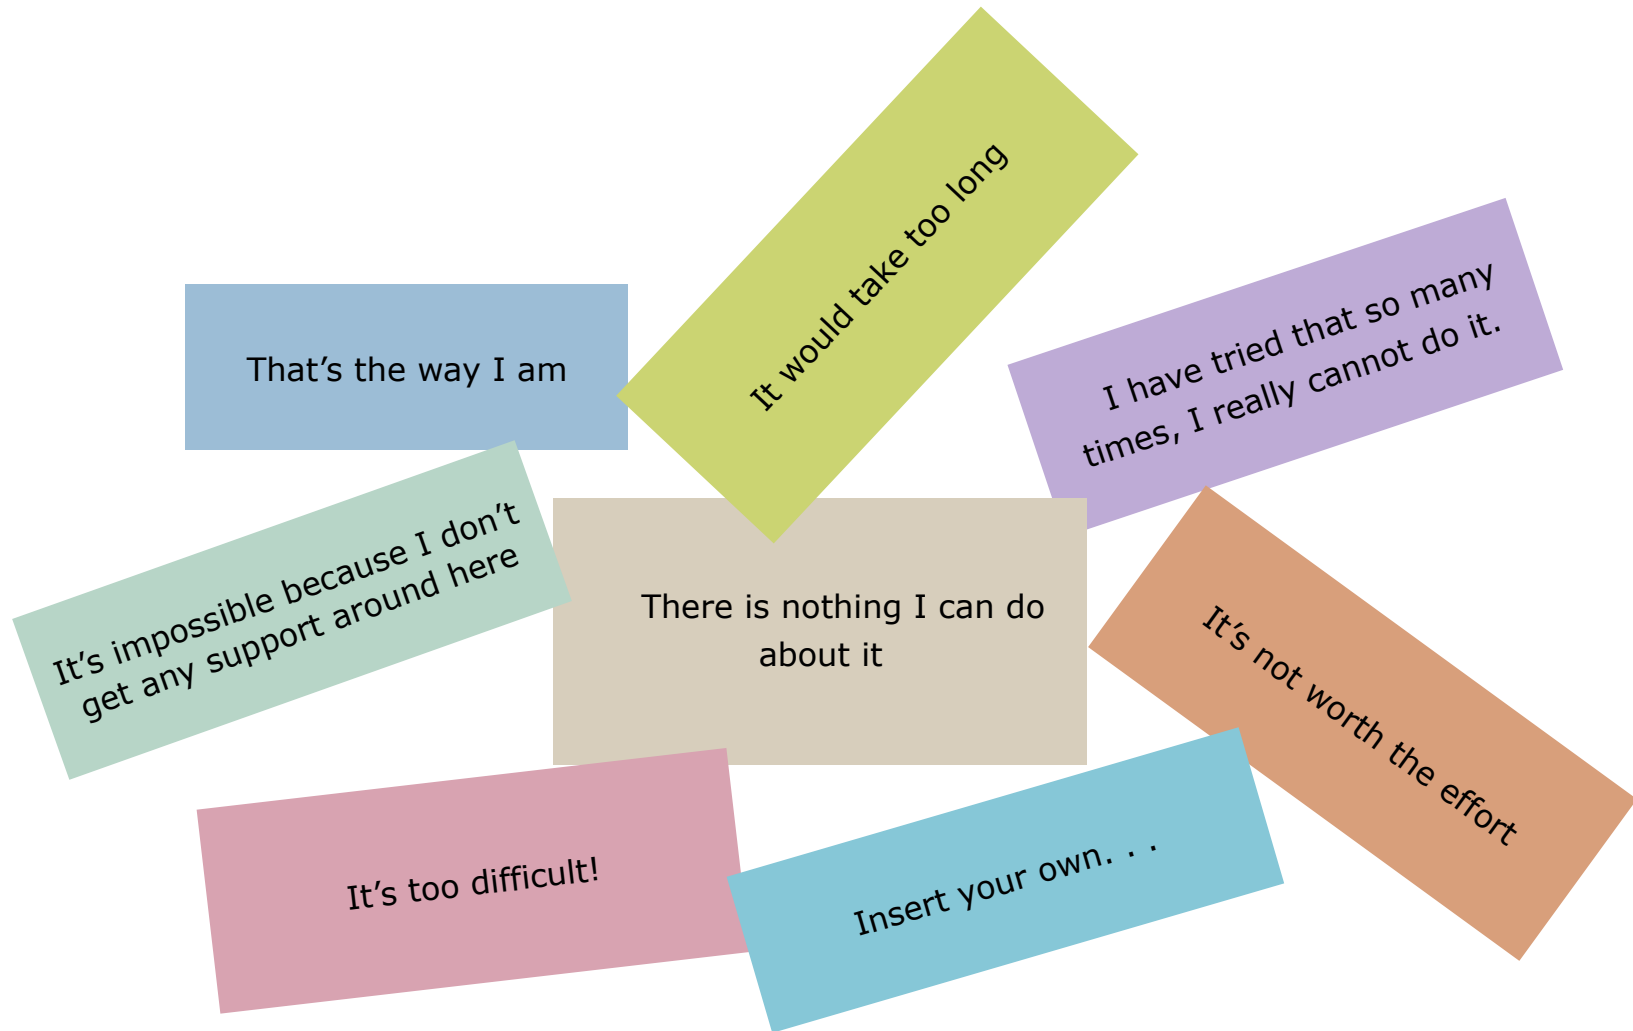 It would take too long
That’s the way I am
I have tried that so many
times, I really cannot do it.
It’s impossible because I don’t
get any support around here
There is nothing I can do
about it
It’s not worth the effort
It’s too difficult!
Insert your own. . .